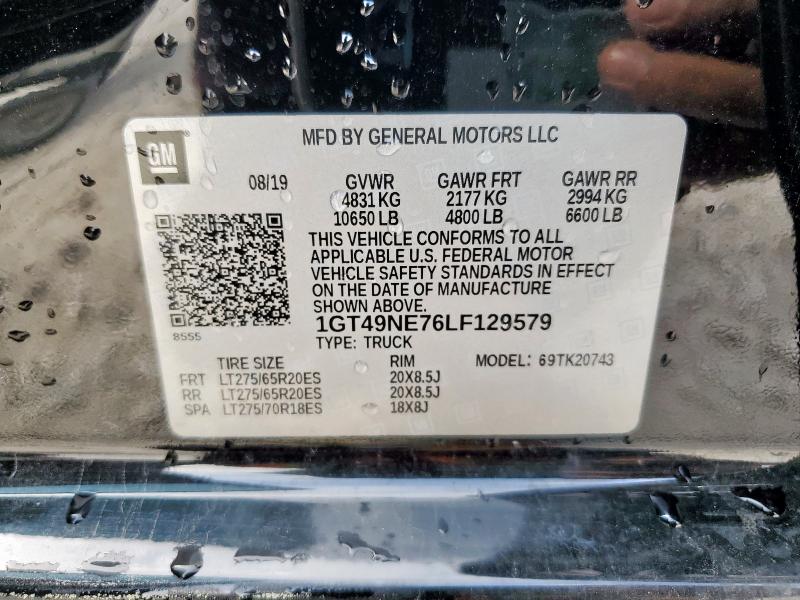 MFD BY GENERAL MOTORS LLC
GM
08/19 GVWR GAWR FRT GAWR RR
4831 KG 2177 KG 2994 KG
10650 LB 4800 LB 6600 LB
THIS VEHICLE CONFORMS TO ALL
APPLICABLE U.S. FEDERAL MOTOR
VEHICLE SAFETY STANDARDS IN EFFECT
ON THE DATE OF MANUFACTURE
SHOWN ABOVE.
8555
1GT49NE76LF129579
TYPE: TRUCK
MODEL: 69TK20743
TIRE SIZE RIM
FRT LT275/65R20ES 20X8.5J
RR LT275/65R20ES 20X8.5J
SPA LT275/70R18ES 18X8J